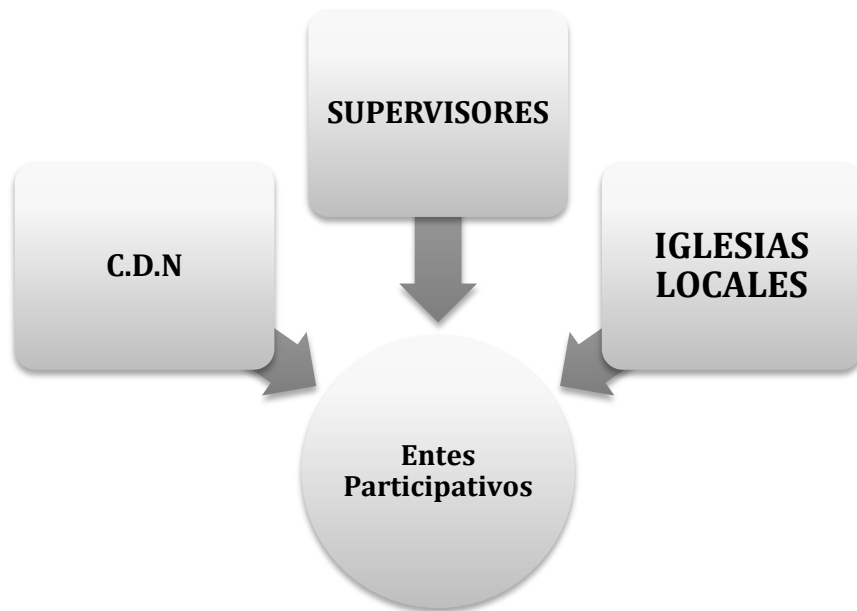 SUPERVISORES
C.D.N
IGLESIAS
LOCALES
Entes
Participativos